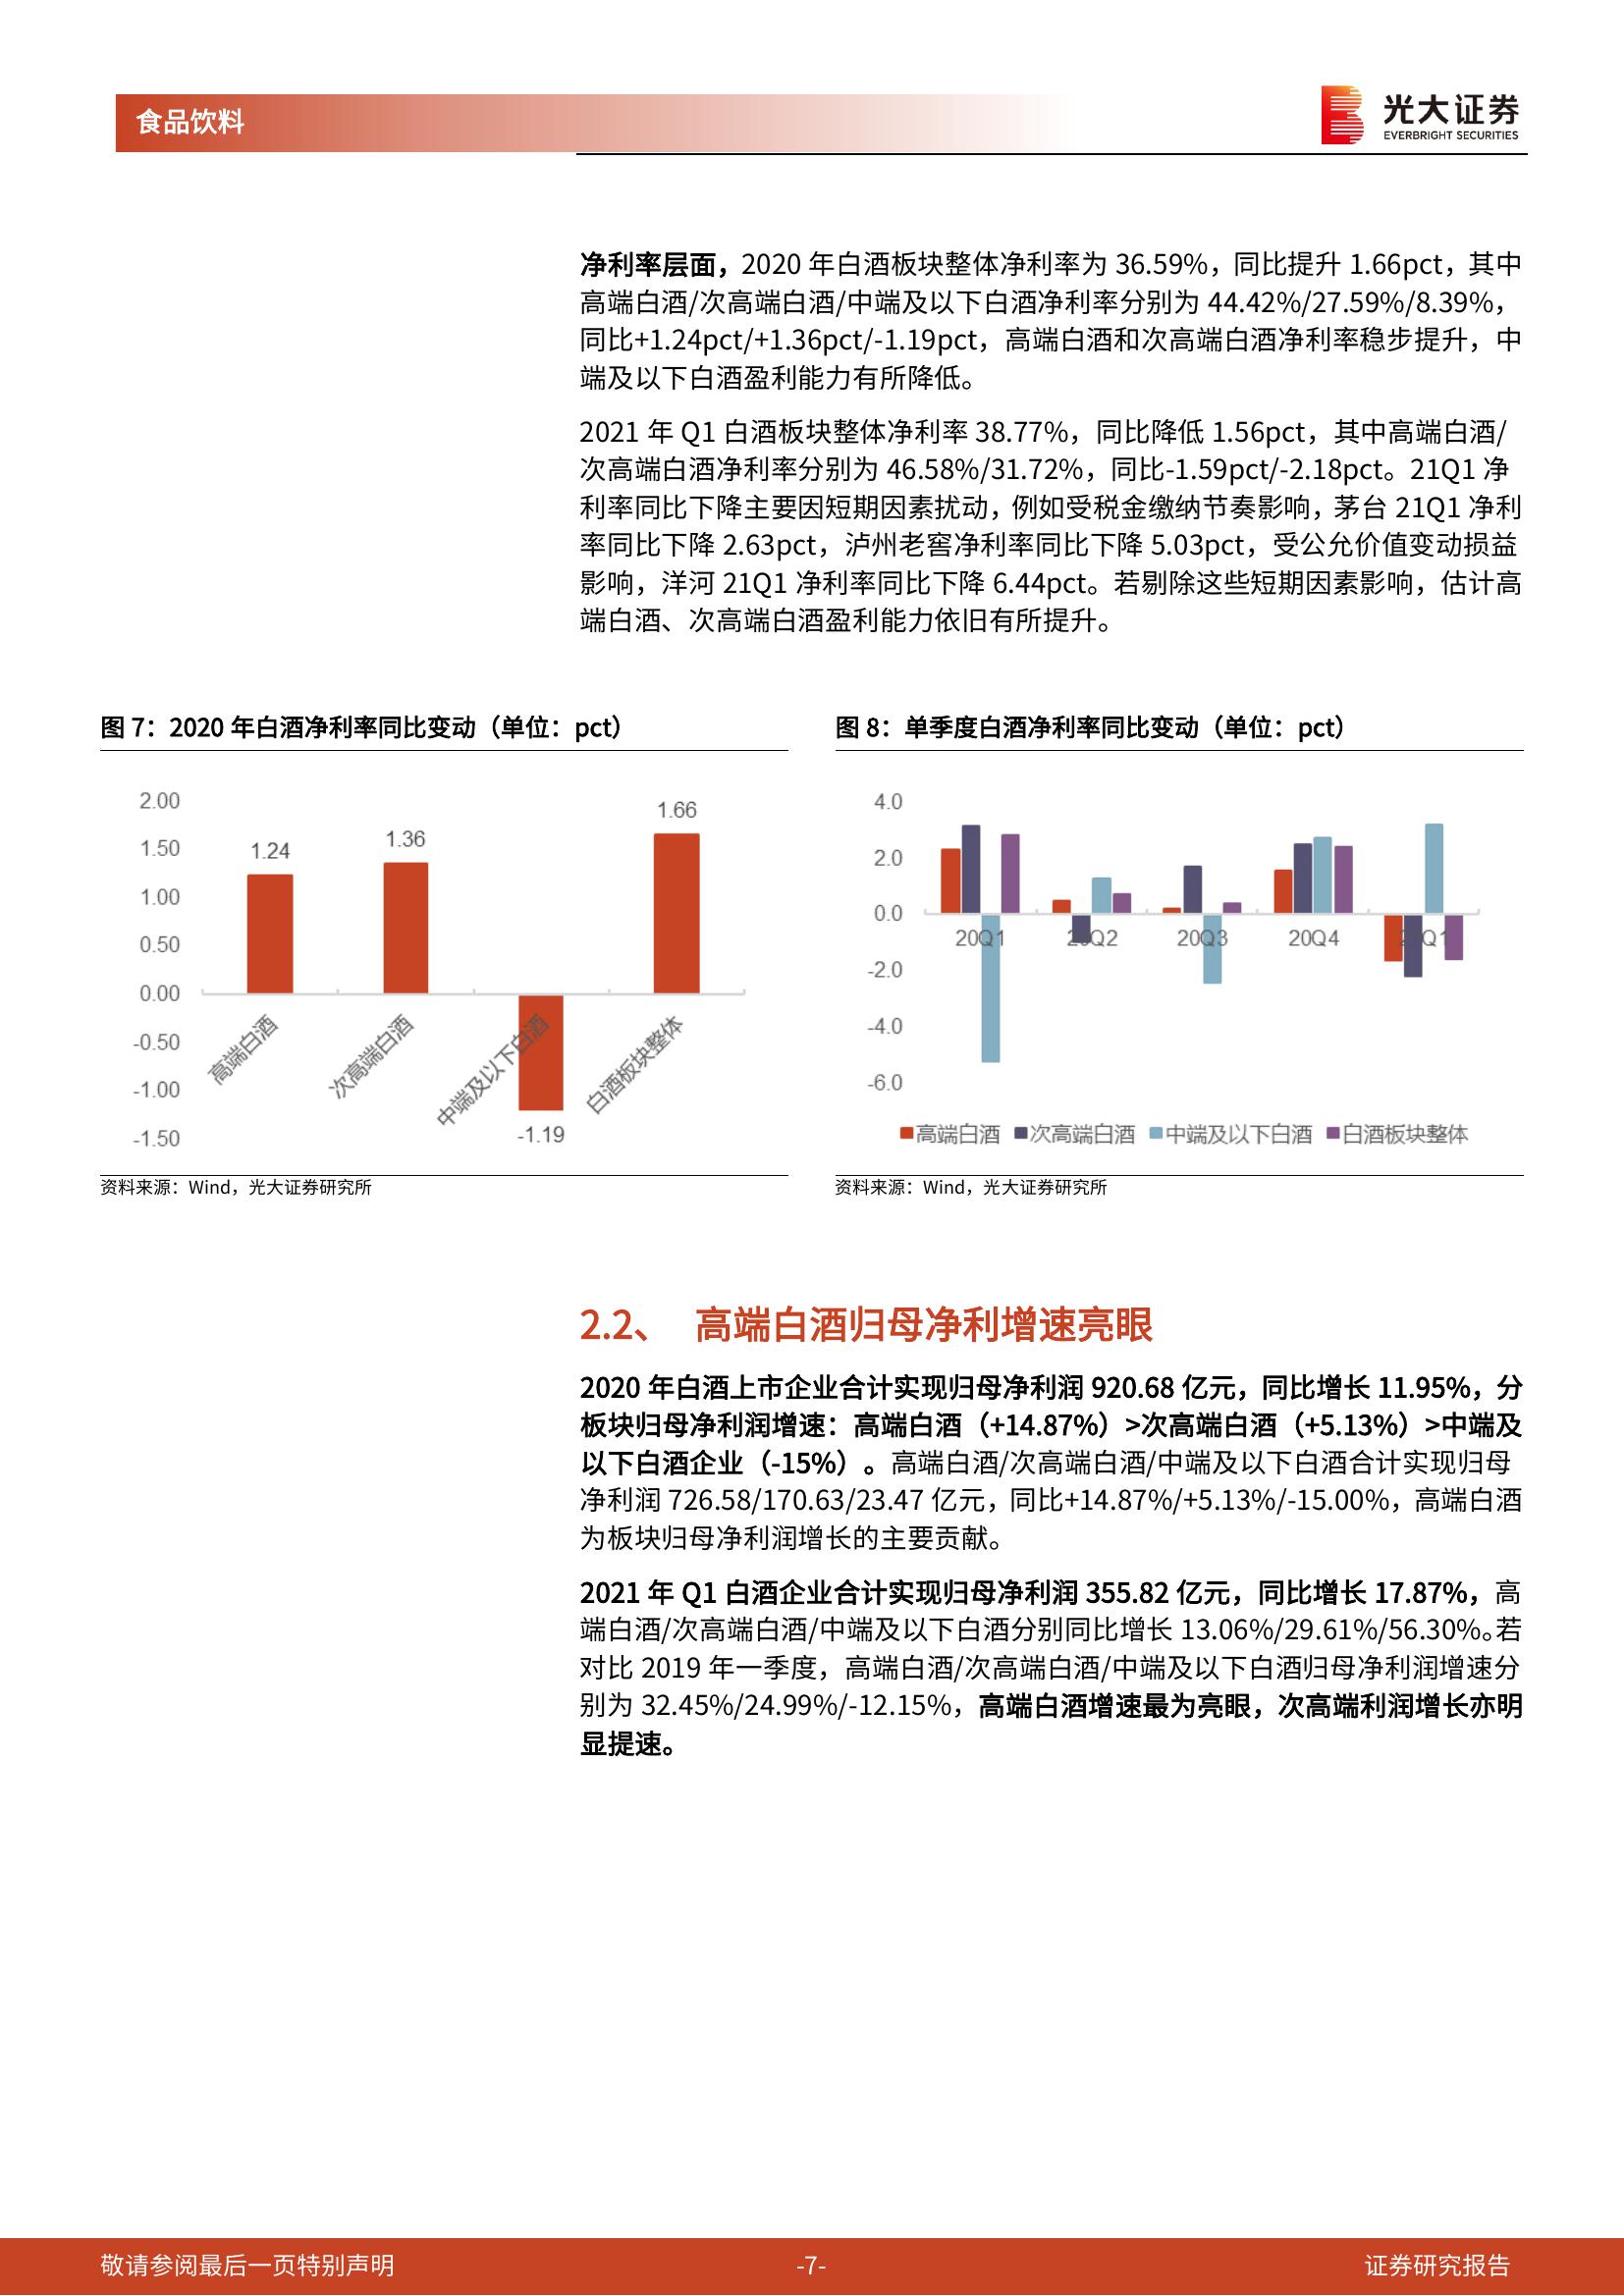 食品饮料
光大证券
EVERBRIGHT SECURITIES
净利率层面，2020 年白酒板块整体净利率为 36.59%，同比提升 1.66pct，其中
高端白酒/次高端白酒/中端及以下白酒净利率分别为 44.42%/27.59%/8.39%，
同比+1.24pct/+1.36pct/-1.19pct，高端白酒和次高端白酒净利率稳步提升，中
端及以下白酒盈利能力有所降低。
2021 年 Q1 白酒板块整体净利率 38.77%，同比降低 1.56pct，其中高端白酒/
次高端白酒净利率分别为 46.58%/31.72%，同比-1.59pct/-2.18pct。21Q1 净
利率同比下降主要因短期因素扰动，例如受税金缴纳节奏影响，茅台 21Q1 净利
率同比下降 2.63pct，泸州老窖净利率同比下降 5.03pct，受公允价值变动损益
影响，洋河 21Q1 净利率同比下降 6.44pct。若剔除这些短期因素影响，估计高
端白酒、次高端白酒盈利能力依旧有所提升。
图 7：2020 年白酒净利率同比变动（单位：pct）
2.00
1.50
1.00
0.50
0.00
-0.50
-1.00
-1.50
1.24
1.36
-1.19
1.66
高端白酒
次高端白酒
中端及以下白酒
白酒板块整体
资料来源：Wind，光大证券研究所
图 8：单季度白酒净利率同比变动（单位：pct）
4.0
2.0
0.0
-2.0
-4.0
-6.0
20Q1
20Q2
20Q3
20Q4
21Q1
高端白酒 次高端白酒 中端及以下白酒 白酒板块整体
资料来源：Wind，光大证券研究所
2.2、 高端白酒归母净利增速亮眼
2020 年白酒上市企业合计实现归母净利润 920.68 亿元，同比增长 11.95%，分
板块归母净利润增速：高端白酒（+14.87%）>次高端白酒（+5.13%）>中端及
以下白酒企业（-15%）。高端白酒/次高端白酒/中端及以下白酒合计实现归母
净利润 726.58/170.63/23.47 亿元，同比+14.87%/+5.13%/-15.00%，高端白酒
为板块归母净利润增长的主要贡献。
2021 年 Q1 白酒企业合计实现归母净利润 355.82 亿元，同比增长 17.87%，高
端白酒/次高端白酒/中端及以下白酒分别同比增长 13.06%/29.61%/56.30%。若
对比 2019 年一季度，高端白酒/次高端白酒/中端及以下白酒归母净利润增速分
别为 32.45%/24.99%/-12.15%，高端白酒增速最为亮眼，次高端利润增长亦明
显提速。
敬请参阅最后一页特别声明
-7-
证券研究报告